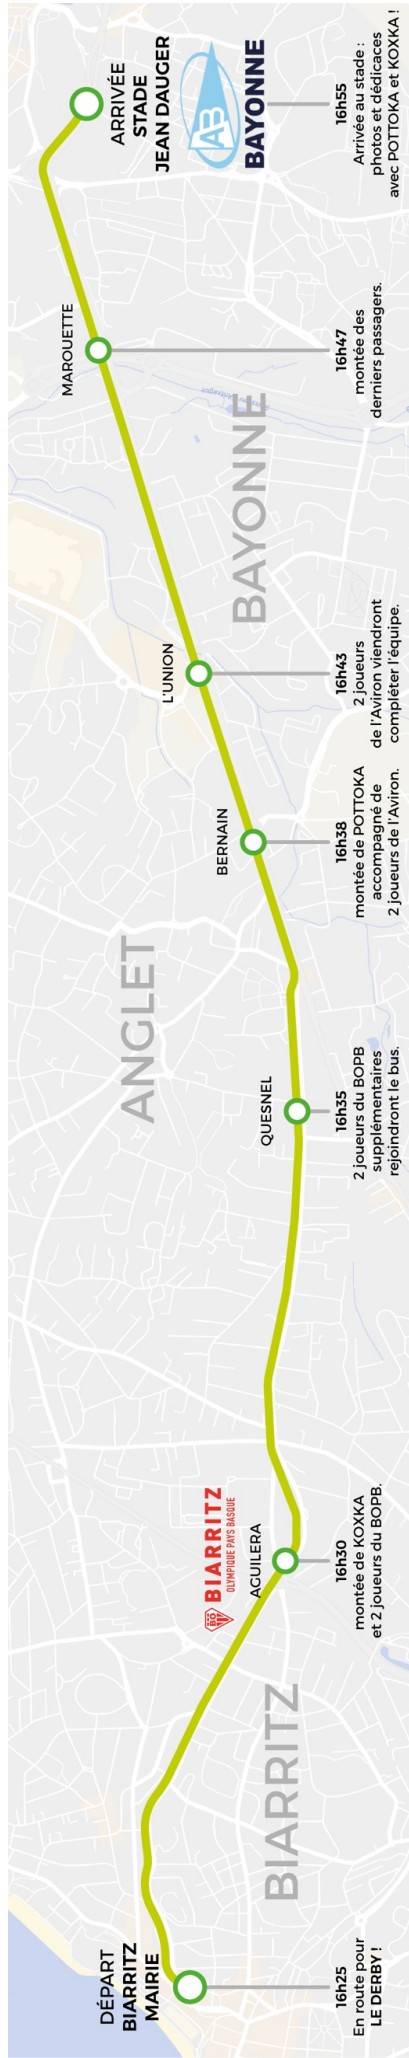 DÉPART
BIARRITZ
MAIRIE
16h25
En route pour
LE DERBY !
BIARRITZ
BO
BIARRITZ
OLYMPIQUE PAYS BASQUE
AGUILERA
16h30
montée de KOXKA
et 2 joueurs du BOPB.
ANGLET
QUESNEL
16h35
2 joueurs du BOPB
supplémentaires
rejoindront le bus.
BERNAIN
16h38
montée de POTTOKA
accompagné de
2 joueurs de l'Aviron.
L'UNION
16h43
2 joueurs
de l'Aviron viendront
compléter l'équipe.
BAYONNE
MAROUETTE
16h47
montée des
derniers passagers.
ARRIVÉE
STADE
JEAN DAUGER
AB
BAYONNE
16h55
Arrivée au stade :
photos et dédicaces
avec POTTOKA et KOXKA !